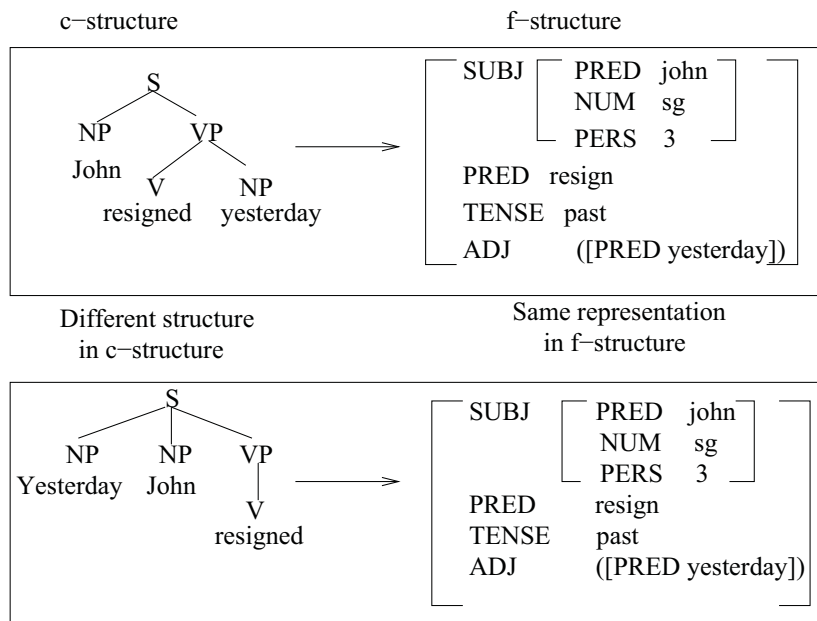 c−structure f−structure
S SUBJ PRED john
NUM sg
NP VP PERS 3
John
V NP PRED resign
resigned yesterday
TENSE past
ADJ ([PRED yesterday])
Different structure Same representation
in c−structure in f−structure
S SUBJ PRED john
NUM sg
NP NP VP PERS 3
Yesterday John
V PRED resign
resigned TENSE past
ADJ ([PRED yesterday])